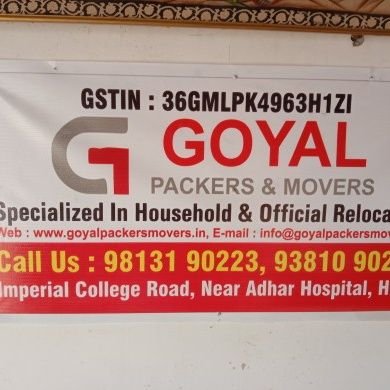 GSTIN : 36GMLPK4963H1ZI
GOYAL
PACKERS & MOVERS
Specialized In Household & Official Reloca
Web : www.goyalpackersmovers.in, E-mail : info@goyalpackersmov
Call Us : 98131 90223, 93810 902
Imperial College Road, Near Adhar Hospital, H